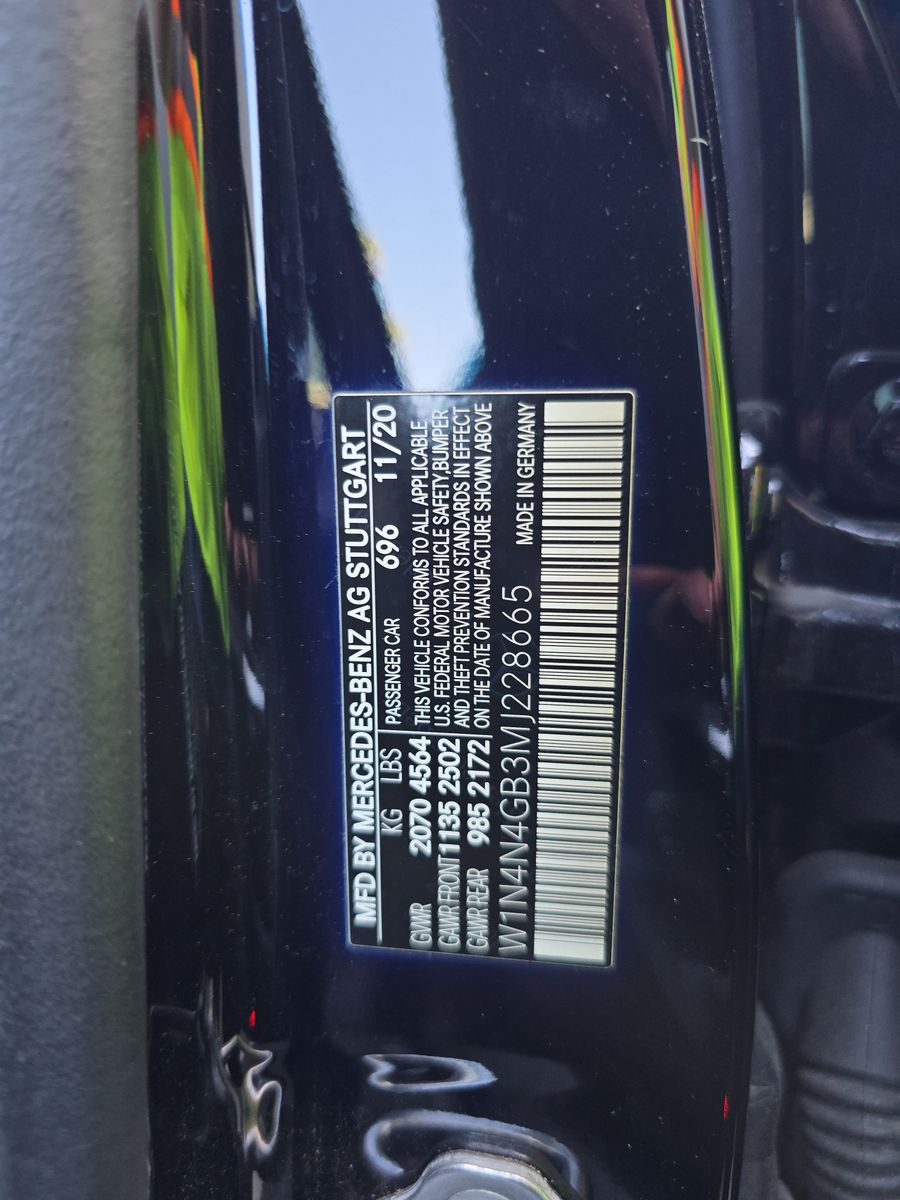 MFD BY MERCEDES-BENZ AG STUTTGART
KG LBS PASSENGER CAR 696 11/20
GVWR 2070 4564 THIS VEHICLE CONFORMS TO ALL APPLICABLE
GAWR FRONT 1135 2502 U.S. FEDERAL MOTOR VEHICLE SAFETY, BUMPER
GAWR REAR 985 2172 AND THEFT PREVENTION STANDARDS IN EFFECT
ON THE DATE OF MANUFACTURE SHOWN ABOVE
W1N4N4GB3MJ228665 MADE IN GERMANY